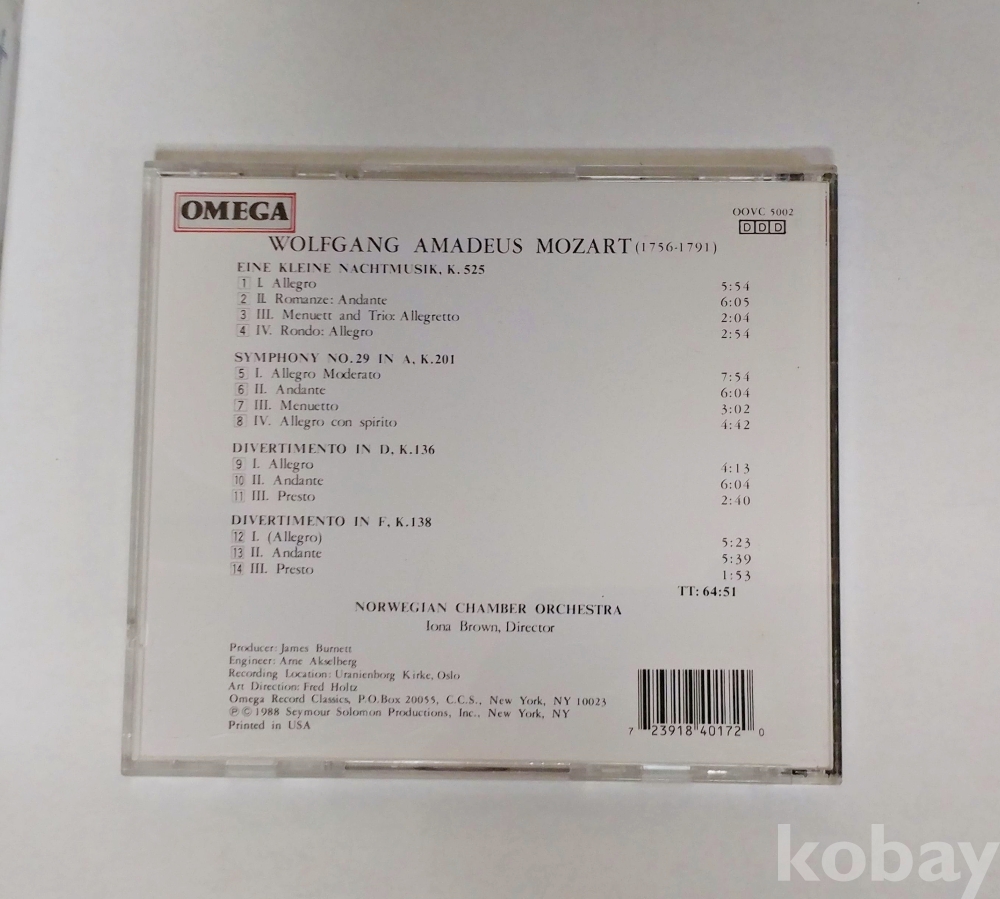 OMEGA
OOVC 5002
DDD
WOLFGANG AMADEUS MOZART (1756-1791)
EINE KLEINE NACHTMUSIK, K. 525
1 I. Allegro 5:54
2 II. Romanze: Andante 6:05
3 III. Menuett and Trio: Allegretto 2:04
4 IV. Rondo: Allegro 2:54
SYMPHONY NO. 29 IN A, K.201
5 I. Allegro Moderato 7:54
6 II. Andante 6:04
7 III. Menuetto 3:02
8 IV. Allegro con spirito 4:42
DIVERTIMENTO IN D, K.136
9 I. Allegro 4:13
10 II. Andante 6:04
11 III. Presto 2:40
DIVERTIMENTO IN F, K.138
12 I. (Allegro) 5:23
13 II. Andante 5:39
14 III. Presto 1:53
TT: 64:51
NORWEGIAN CHAMBER ORCHESTRA
Iona Brown, Director
Producer: James Burnett
Engineer: Arne Akselberg
Recording Location: Uranienborg Kirke, Oslo
Art Direction: Fred Holtz
Omega Record Classics, P.O. Box 20055, C.C.S., New York, NY 10023
℗ © 1988 Seymour Solomon Productions, Inc., New York, NY
Printed in USA
7 23918 40172 0
kobay